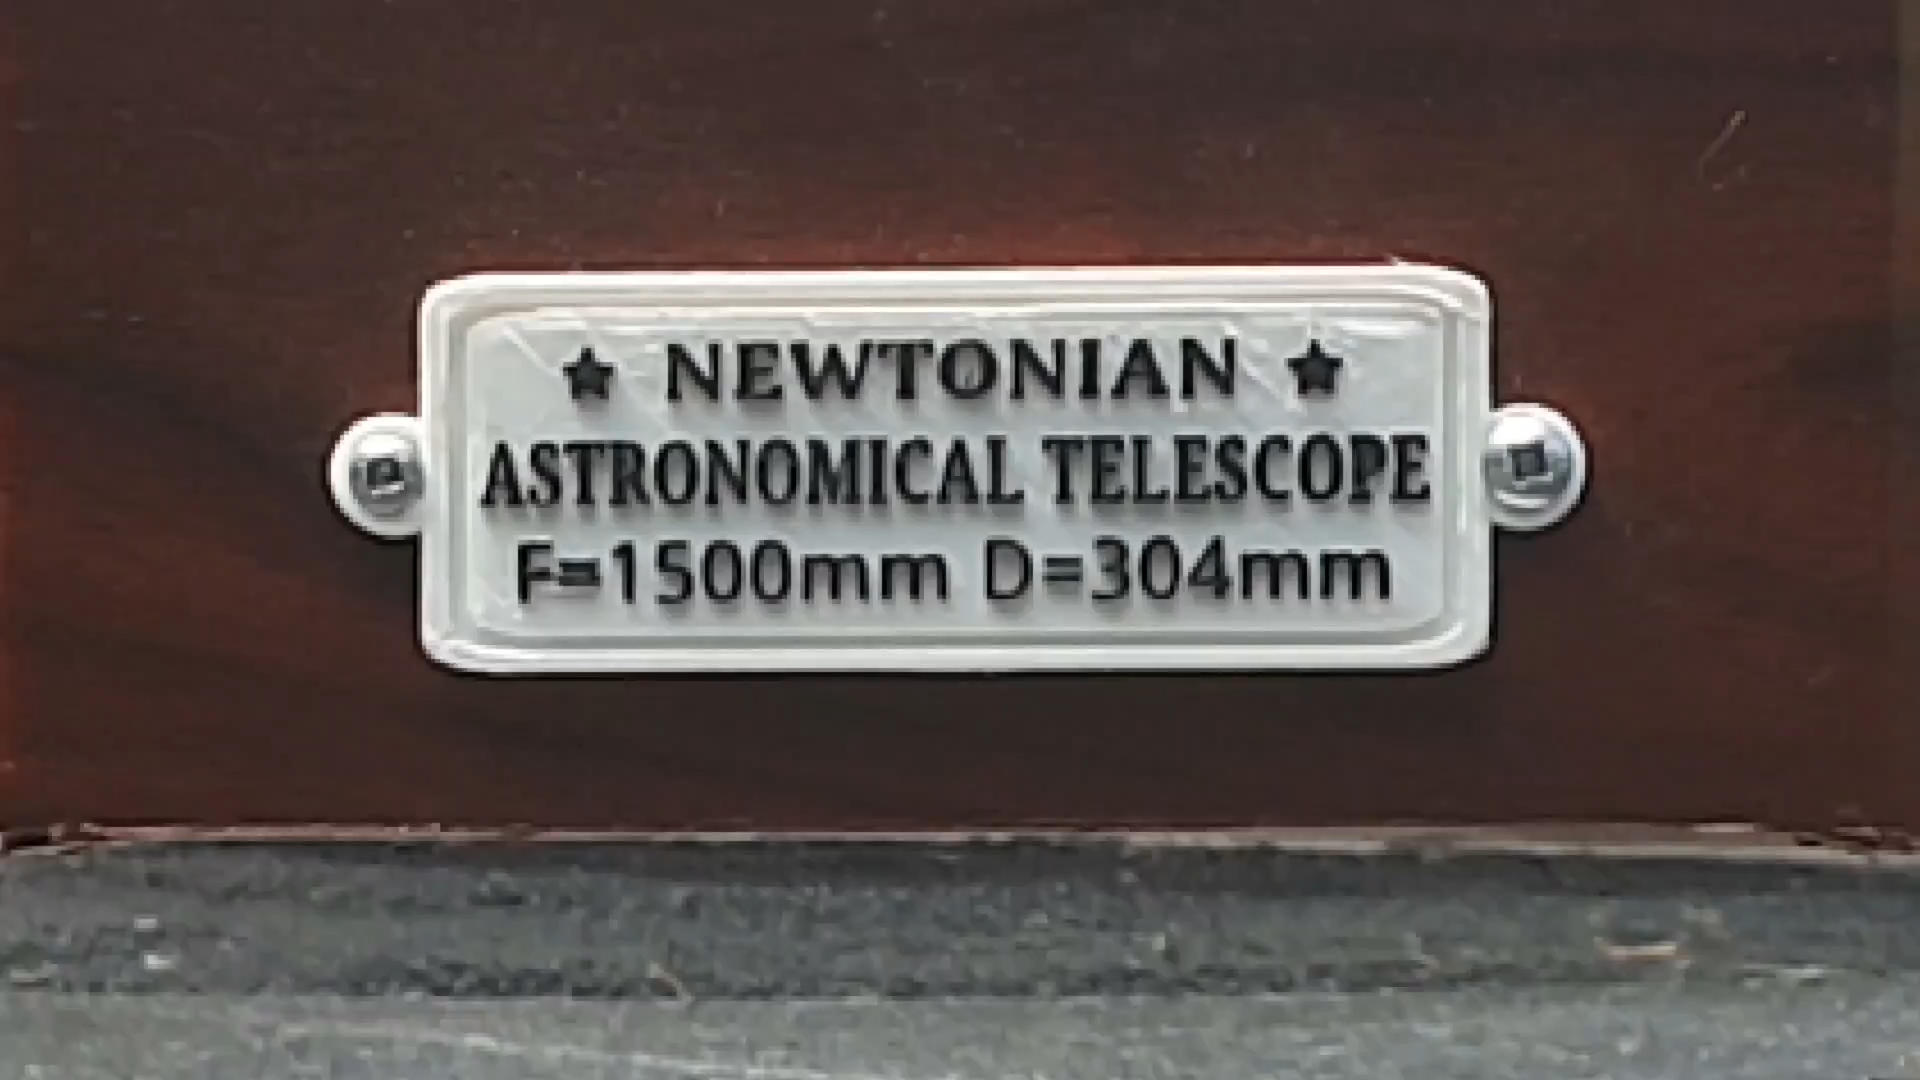 ★ NEWTONIAN ★
ASTRONOMICAL TELESCOPE
F=1500mm D=304mm